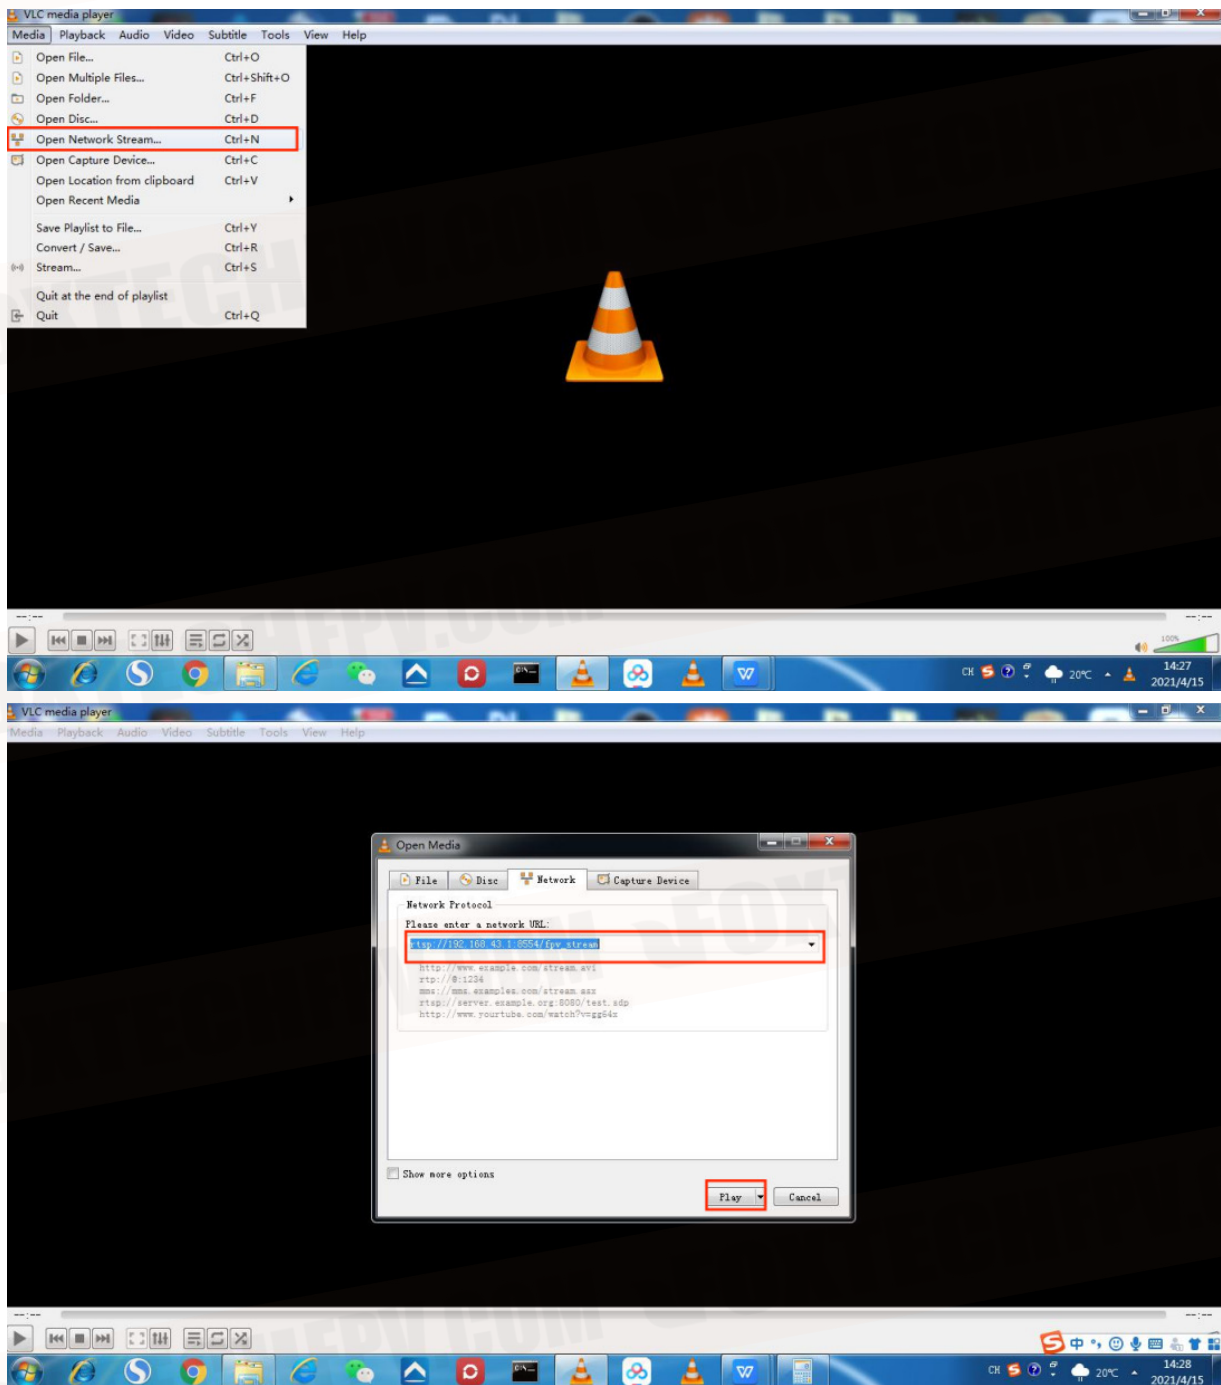 VLC media player
Media Playback Audio Video Subtitle Tools View Help
Open File... Ctrl+O
Open Multiple Files... Ctrl+Shift+O
Open Folder... Ctrl+F
Open Disc... Ctrl+D
Open Network Stream... Ctrl+N
Open Capture Device... Ctrl+C
Open Location from clipboard Ctrl+V
Open Recent Media
Save Playlist to File... Ctrl+Y
Convert / Save... Ctrl+R
Stream... Ctrl+S
Quit at the end of playlist
Quit Ctrl+Q
--:-- --:--
100%
CH 20℃ 14:27
2021/4/15
VLC media player
Media Playback Audio Video Subtitle Tools View Help
Open Media
File Disc Network Capture Device
Network Protocol
Please enter a network URL:
rtsp://192.168.43.1:8554/fpv_stream
http://www.example.com/stream.avi
rtp://@:1234
mms://mms.examples.com/stream.asx
rtsp://server.example.org:8080/test.sdp
http://www.yourtube.com/watch?v=gg64x
Show more options
Play Cancel
--:-- --:--
中
CH 20℃ 14:28
2021/4/15